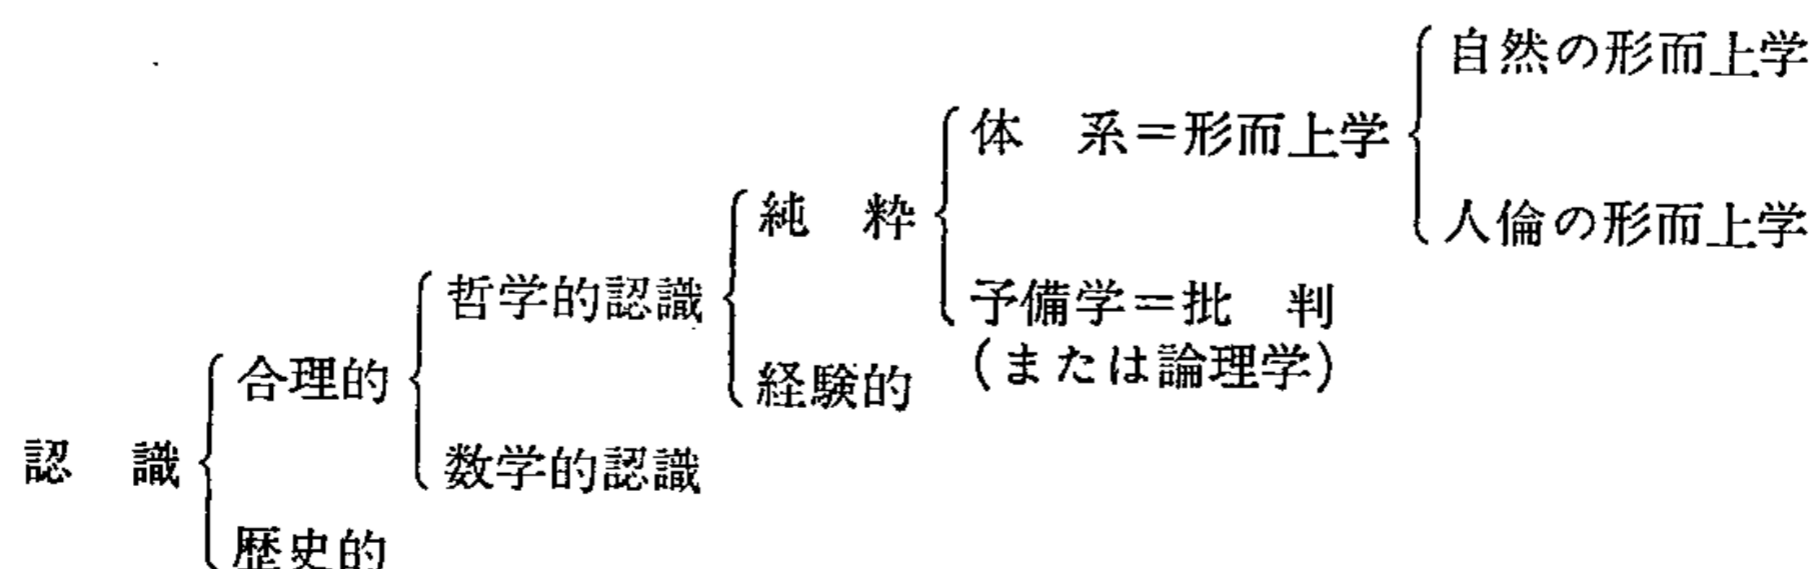 自然の形而上学
体　系＝形而上学
人倫の形而上学
純　粋
予備学＝批　判
（または論理学）
哲学的認識
経験的
合理的
数学的認識
認　識
歴史的